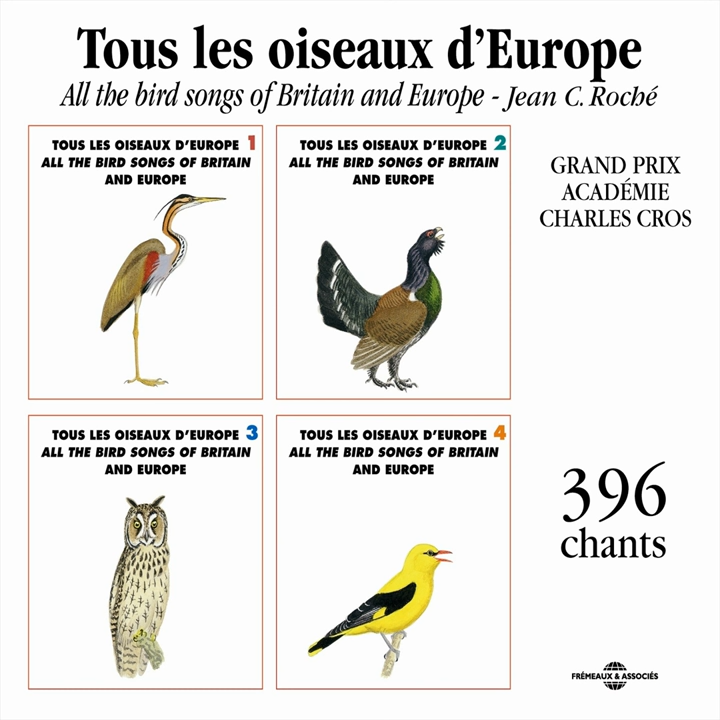 Tous les oiseaux d'Europe
All the bird songs of Britain and Europe - Jean C. Roché
TOUS LES OISEAUX D'EUROPE 1
ALL THE BIRD SONGS OF BRITAIN
AND EUROPE
TOUS LES OISEAUX D'EUROPE 2
ALL THE BIRD SONGS OF BRITAIN
AND EUROPE
GRAND PRIX
ACADÉMIE
CHARLES CROS
TOUS LES OISEAUX D'EUROPE 3
ALL THE BIRD SONGS OF BRITAIN
AND EUROPE
TOUS LES OISEAUX D'EUROPE 4
ALL THE BIRD SONGS OF BRITAIN
AND EUROPE
396
chants
FRÉMEAUX & ASSOCIÉS